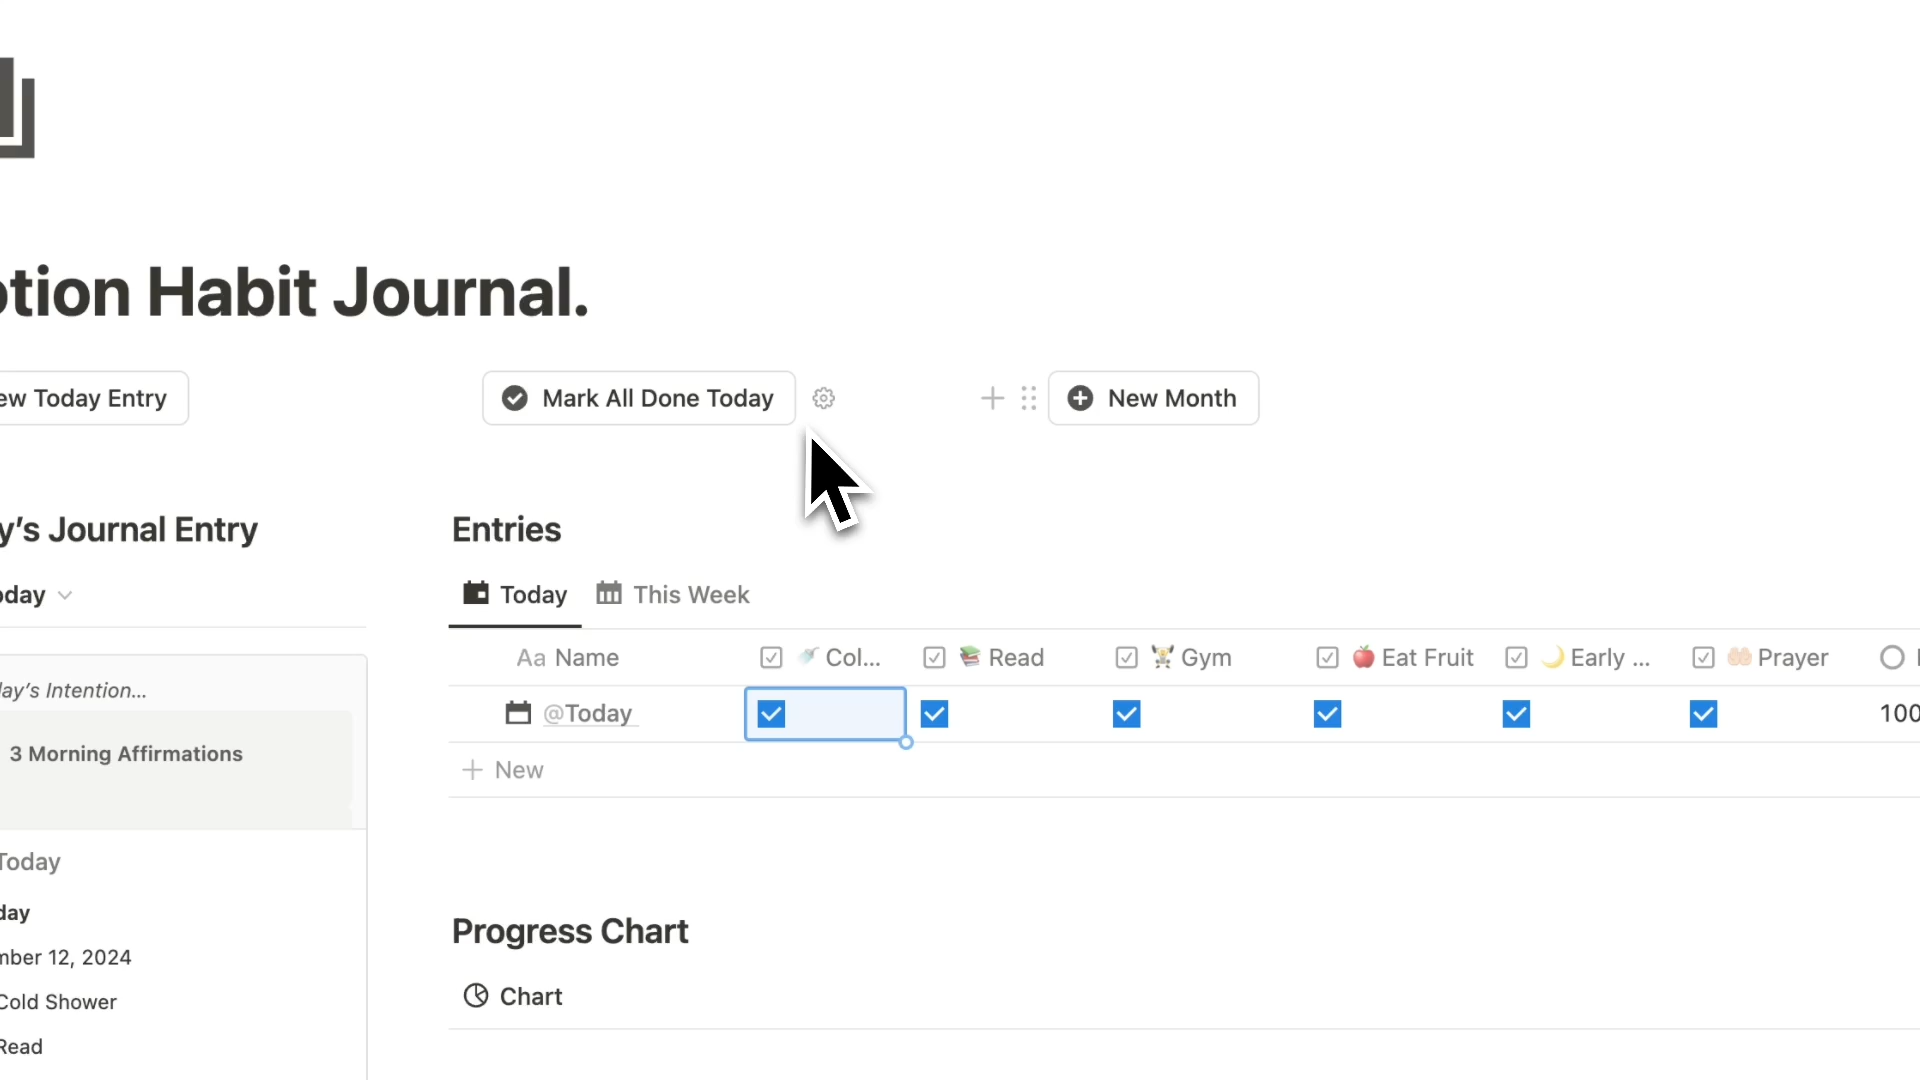 otion Habit Journal.
ew Today Entry
Mark All Done Today
New Month
y’s Journal Entry
oday
ay’s Intention...
3 Morning Affirmations
Today
day
mber 12, 2024
Cold Shower
Read
Entries
Today This Week
Aa Name Col... Read Gym Eat Fruit Early ... Prayer
@Today 100
New
Progress Chart
Chart